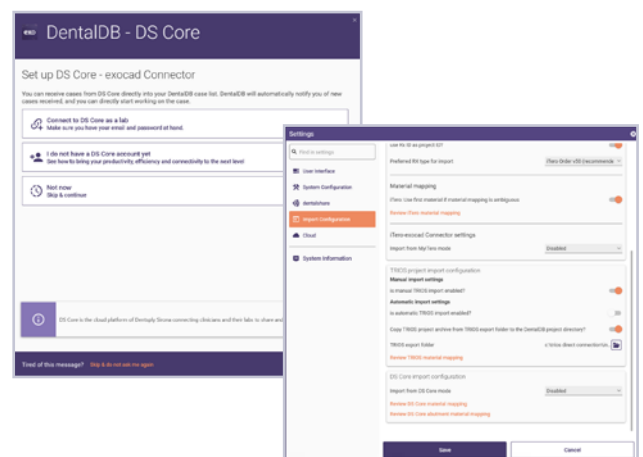 exo DentalDB - DS Core
Set up DS Core - exocad Connector
You can receive cases from DS Core directly into your DentalDB case list. DentalDB will automatically notify you of new
cases received, and you can directly start working on the case.
Connect to DS Core as a lab
Make sure you have your email and password at hand.
I do not have a DS Core account yet
See how to bring your productivity, efficiency and connectivity to the next level
Not now
Skip & continue
DS Core is the cloud platform of Dentsply Sirona connecting clinicians and their labs to share and
Tired of this message? Skip & do not ask me again
Settings
Find in settings
User Interface
System Configuration
dentalshare
Import Configuration
Cloud
System Information
use Rx ID as project ID?
Preferred RX type for import
iTero Order v50 (recommende
Material mapping
iTero: Use first material if material mapping is ambiguous
Review iTero material mapping
iTero-exocad Connector settings
Import from MyiTero mode
Disabled
TRIOS project import configuration
Manual import settings
Is manual TRIOS import enabled?
Automatic import settings
Is automatic TRIOS import enabled?
Copy TRIOS project archive from TRIOS export folder to the DentalDB project directory?
TRIOS export folder
Review TRIOS material mapping
DS Core import configuration
Import from DS Core mode
Disabled
Review DS Core material mapping
Review DS Core abutment material mapping
Save
Cancel